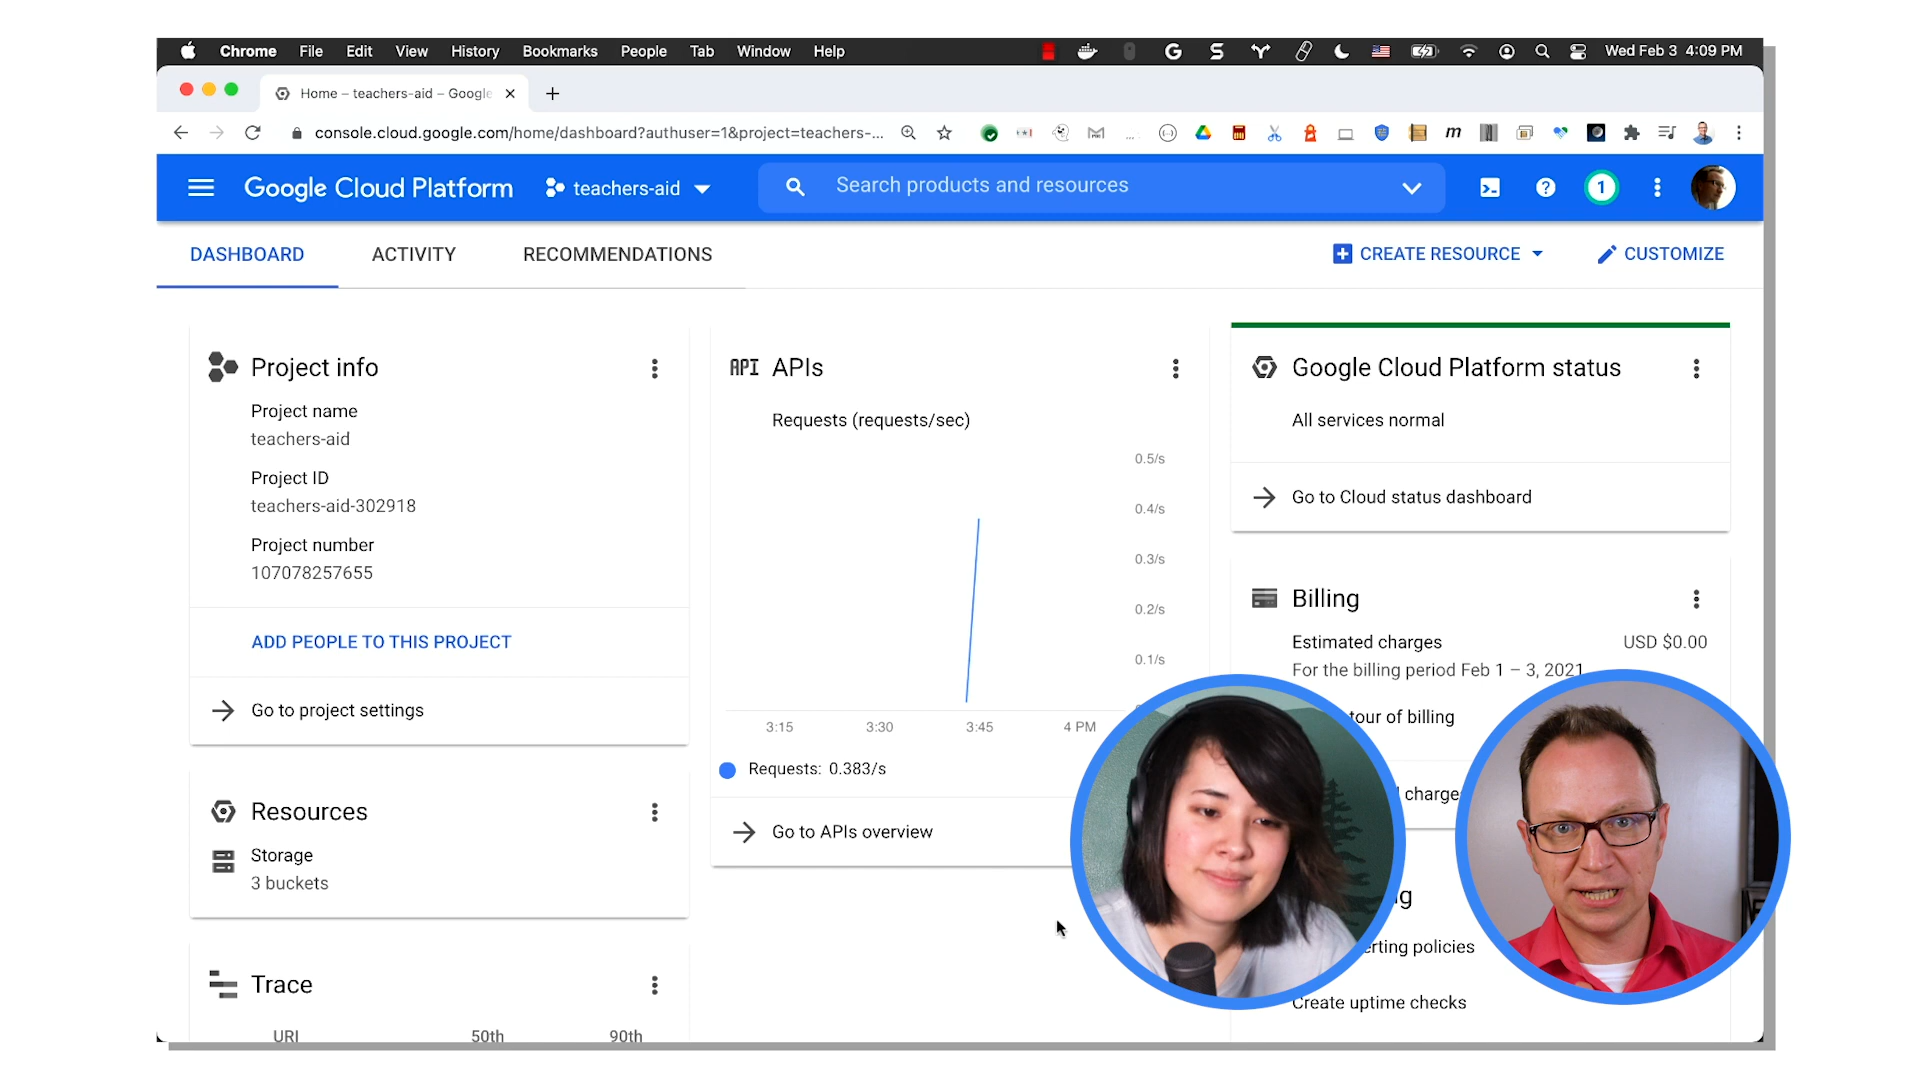 Chrome File Edit View History Bookmarks People Tab Window Help Wed Feb 3 4:09 PM
Home – teachers-aid – Google
console.cloud.google.com/home/dashboard?authuser=1&project=teachers-...
Google Cloud Platform teachers-aid Search products and resources 1
DASHBOARD ACTIVITY RECOMMENDATIONS CREATE RESOURCE CUSTOMIZE
Project info
Project name
teachers-aid
Project ID
teachers-aid-302918
Project number
107078257655
ADD PEOPLE TO THIS PROJECT
Go to project settings
Resources
Storage
3 buckets
Trace
URI 50th 90th
API APIs
Requests (requests/sec)
0.5/s
0.4/s
0.3/s
0.2/s
0.1/s
3:15 3:30 3:45 4 PM
Requests: 0.383/s
Go to APIs overview
Google Cloud Platform status
All services normal
Go to Cloud status dashboard
Billing
Estimated charges USD $0.00
For the billing period Feb 1 – 3, 2021
tour of billing
charge
policies
Create uptime checks